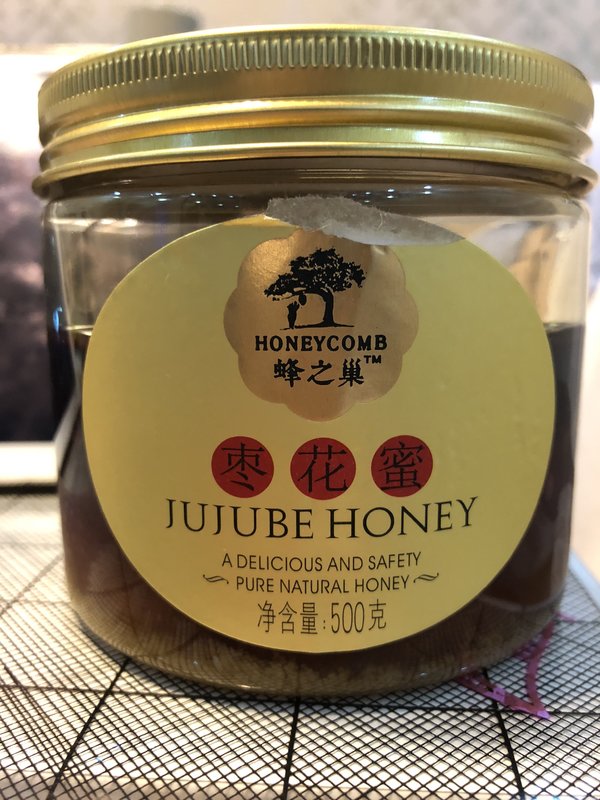 HONEYCOMB
蜂之巢™
枣花蜜
JUJUBE HONEY
A DELICIOUS AND SAFETY
PURE NATURAL HONEY
净含量:500克